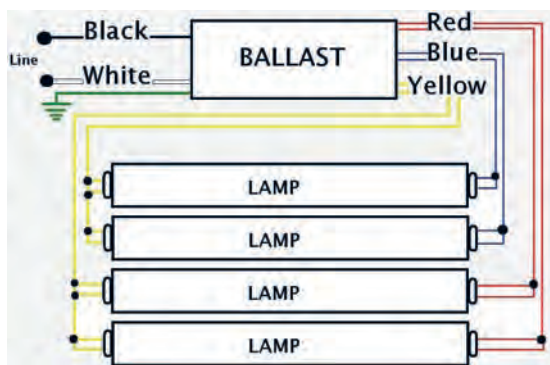 Black
Red
Line
BALLAST
Blue
White
Yellow
LAMP
LAMP
LAMP
LAMP